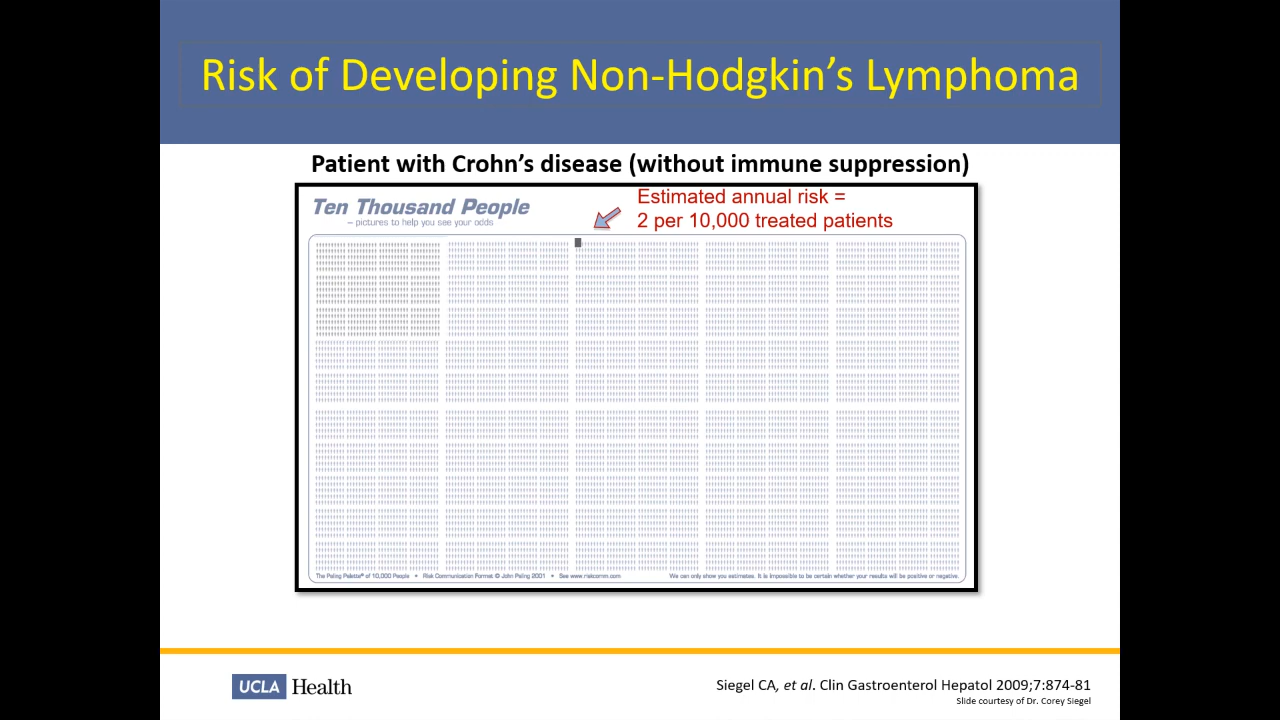 Risk of Developing Non-Hodgkin’s Lymphoma
Patient with Crohn’s disease (without immune suppression)
Ten Thousand People
– pictures to help you see your odds
Estimated annual risk =
2 per 10,000 treated patients
The Paling Palette® of 10,000 People • Risk Communication Format © John Paling 2001 • See www.riskcomm.com
We can only show you estimates. It is impossible to be certain whether your results will be positive or negative.
UCLA Health
Siegel CA, et al. Clin Gastroenterol Hepatol 2009;7:874-81
Slide courtesy of Dr. Corey Siegel